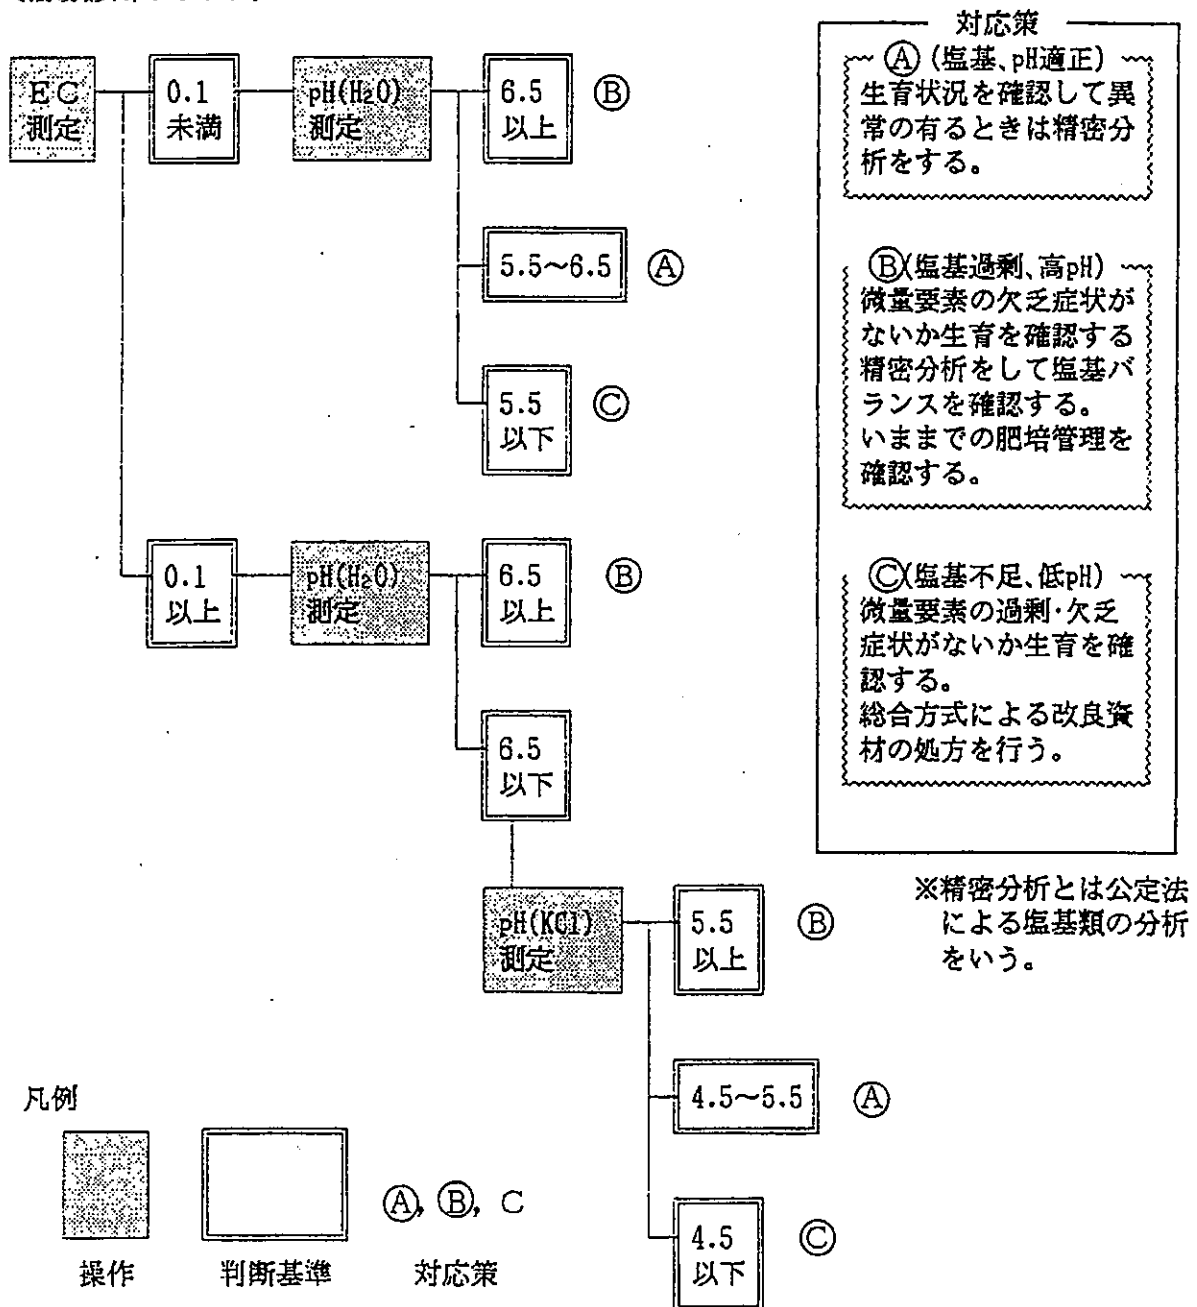 EC
測定
0.1
未満
pH(H₂O)
測定
6.5
以上
Ⓑ
5.5～6.5
Ⓐ
5.5
以下
Ⓒ
0.1
以上
pH(H₂O)
測定
6.5
以上
Ⓑ
6.5
以下
pH(KCl)
測定
5.5
以上
Ⓑ
4.5～5.5
Ⓐ
4.5
以下
Ⓒ
対応策
Ⓐ(塩基、pH適正)
生育状況を確認して異
常の有るときは精密分
析をする。
Ⓑ(塩基過剰、高pH)
微量要素の欠乏症状が
ないか生育を確認する
精密分析をして塩基バ
ランスを確認する。
いままでの肥培管理を
確認する。
Ⓒ(塩基不足、低pH)
微量要素の過剰・欠乏
症状がないか生育を確
認する。
総合方式による改良資
材の処方を行う。
※精密分析とは公定法
による塩基類の分析
をいう。
凡例
Ⓐ, Ⓑ, C
操作
判断基準
対応策